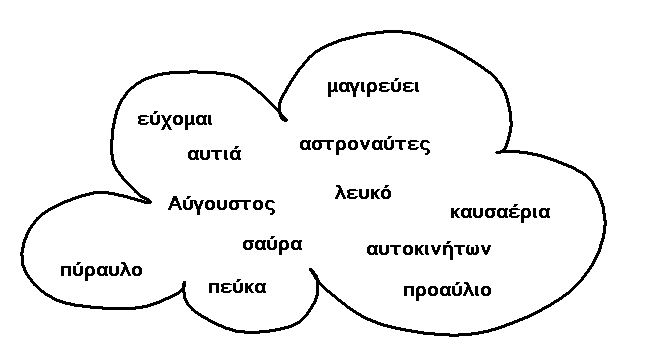 μαγιρεύει
εύχομαι
αστροναύτες
αυτιά
λευκό
Αύγουστος
καυσαέρια
σαύρα
αυτοκινήτων
πύραυλο
πεύκα
προαύλιο